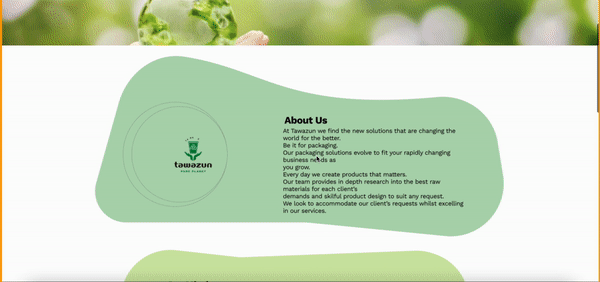 About Us
At Tawazun we find the new solutions that are changing the
world for the better.
Be it for packaging.
Our packaging solutions evolve to fit your rapidly changing
business needs as
you grow.
Every day we create products that matters.
Our team provides in depth research into the best raw
materials for each client's
demands and skilful product design to suit any request.
We look to accommodate our client's requests whilst excelling
in our services.
tawazun
PURE PLANET